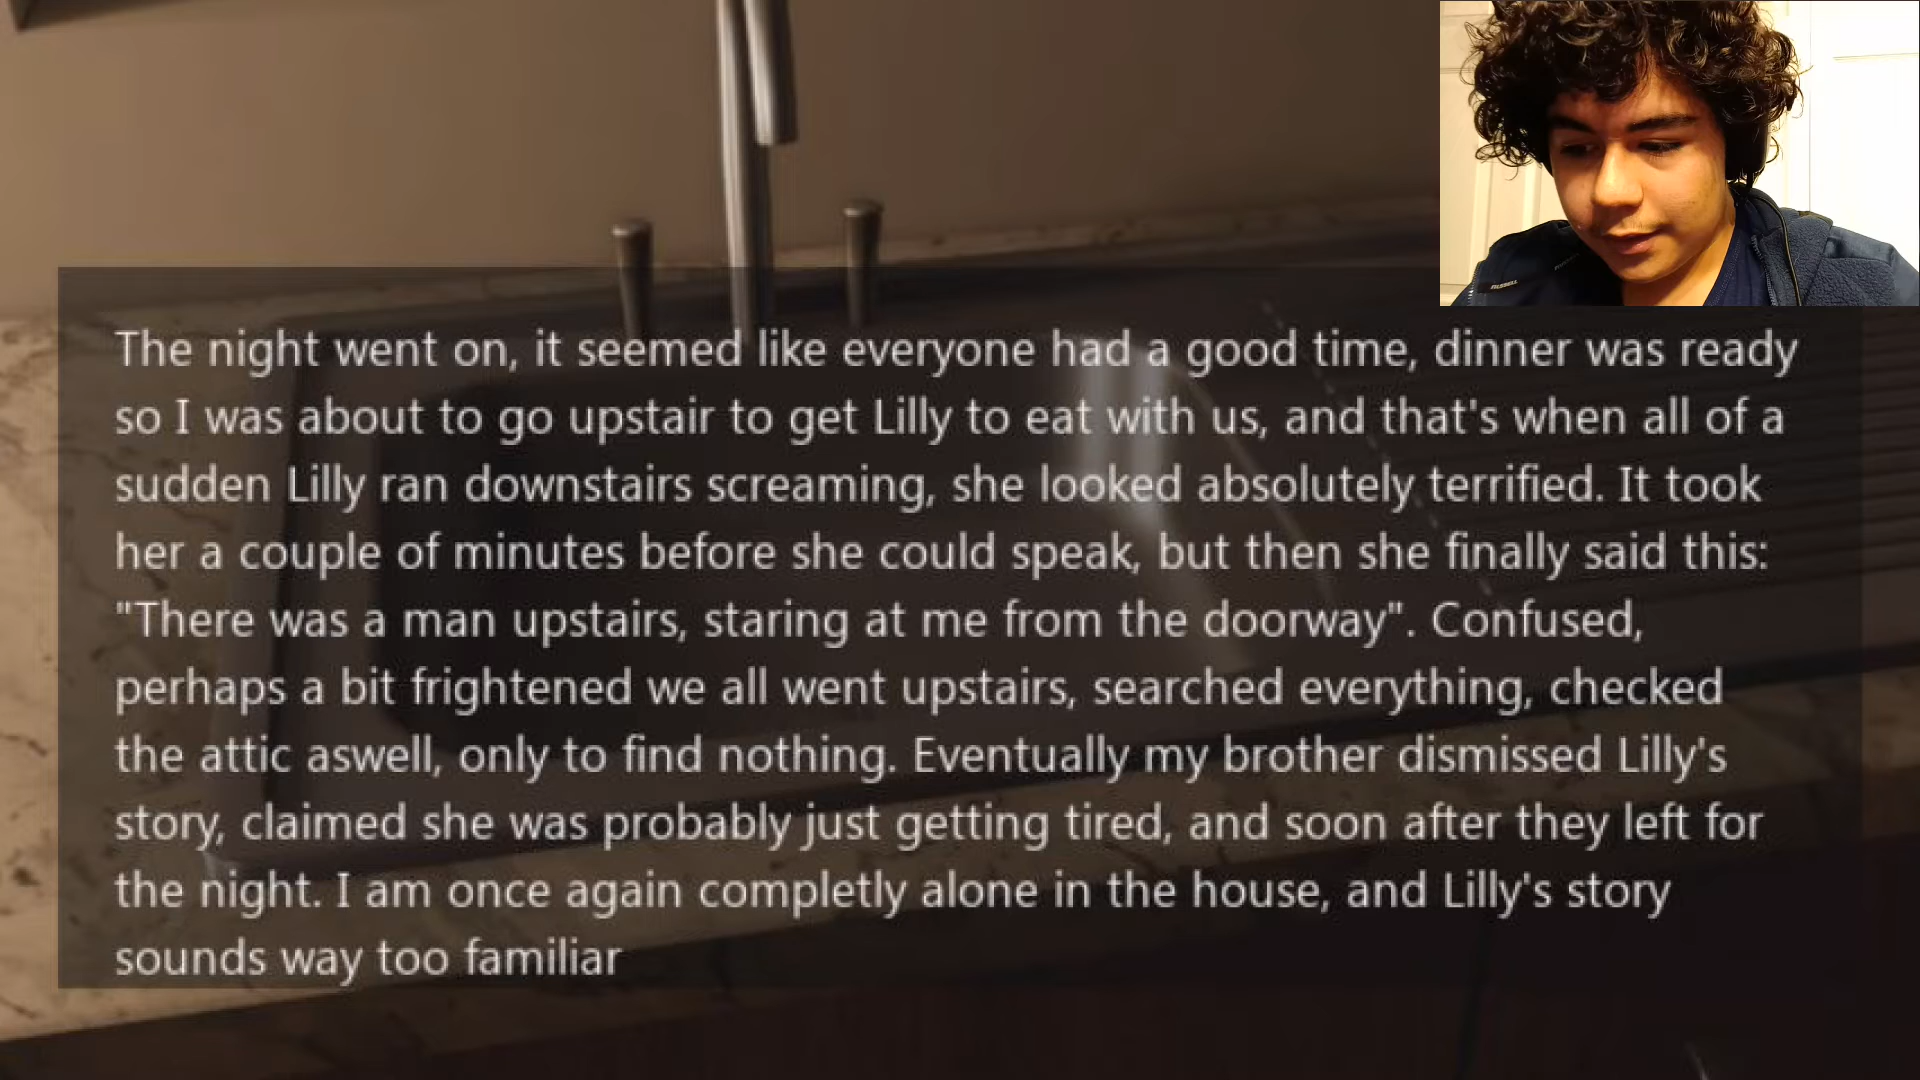 The night went on, it seemed like everyone had a good time, dinner was ready
so I was about to go upstair to get Lilly to eat with us, and that's when all of a
sudden Lilly ran downstairs screaming, she looked absolutely terrified. It took
her a couple of minutes before she could speak, but then she finally said this:
"There was a man upstairs, staring at me from the doorway". Confused,
perhaps a bit frightened we all went upstairs, searched everything, checked
the attic aswell, only to find nothing. Eventually my brother dismissed Lilly's
story, claimed she was probably just getting tired, and soon after they left for
the night. I am once again completly alone in the house, and Lilly's story
sounds way too familiar